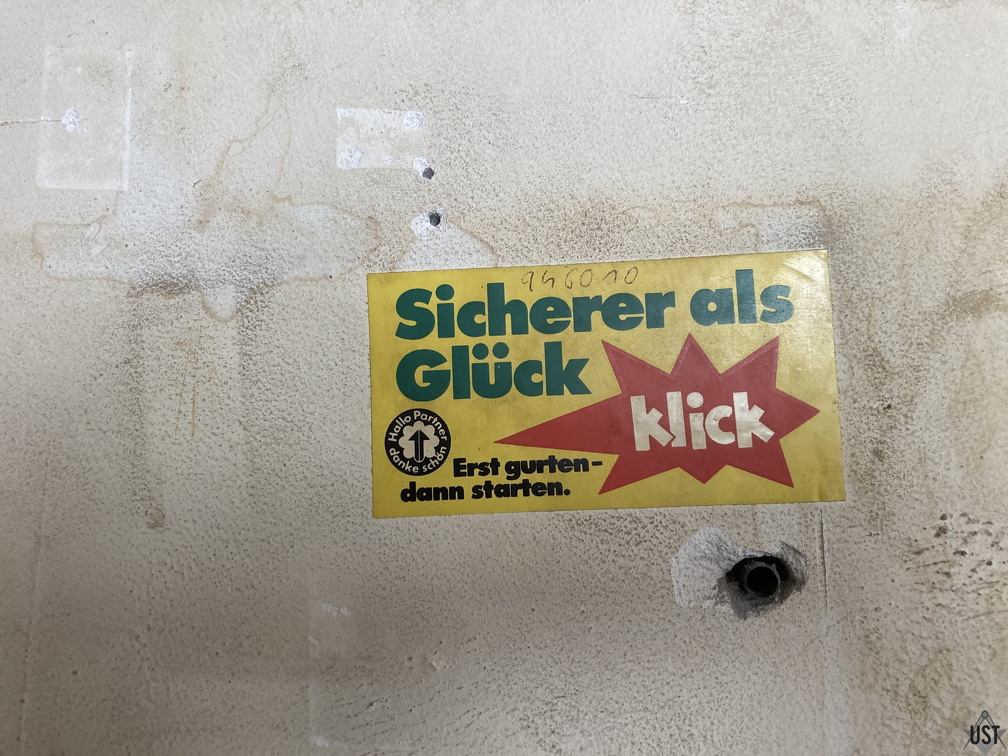 946010
Sicherer als
Glück
klick
Hallo Partner
danke schön
Erst gurten-
dann starten.
UST